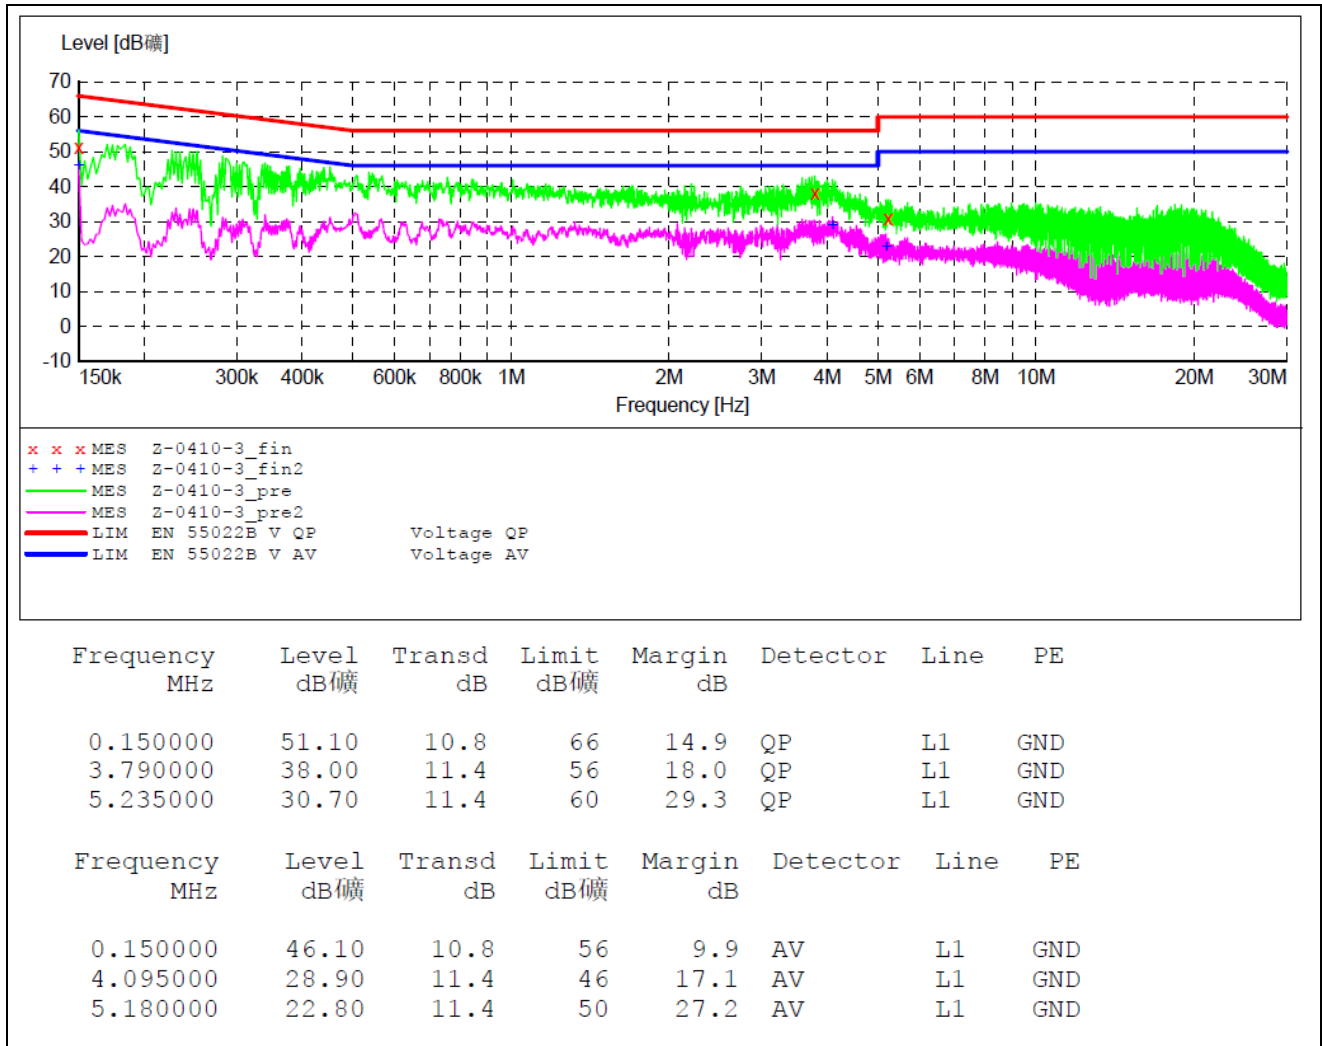 Level [dB礦]
70
60
50
40
30
20
10
0
-10
150k 300k 400k 600k 800k 1M 2M 3M 4M 5M 6M 8M 10M 20M 30M
Frequency [Hz]
x x x MES Z-0410-3_fin
+ + + MES Z-0410-3_fin2
MES Z-0410-3_pre
MES Z-0410-3_pre2
LIM EN 55022B V QP Voltage QP
LIM EN 55022B V AV Voltage AV
Frequency Level Transd Limit Margin Detector Line PE
MHz dB礦 dB dB礦 dB
0.150000 51.10 10.8 66 14.9 QP L1 GND
3.790000 38.00 11.4 56 18.0 QP L1 GND
5.235000 30.70 11.4 60 29.3 QP L1 GND
Frequency Level Transd Limit Margin Detector Line PE
MHz dB礦 dB dB礦 dB
0.150000 46.10 10.8 56 9.9 AV L1 GND
4.095000 28.90 11.4 46 17.1 AV L1 GND
5.180000 22.80 11.4 50 27.2 AV L1 GND